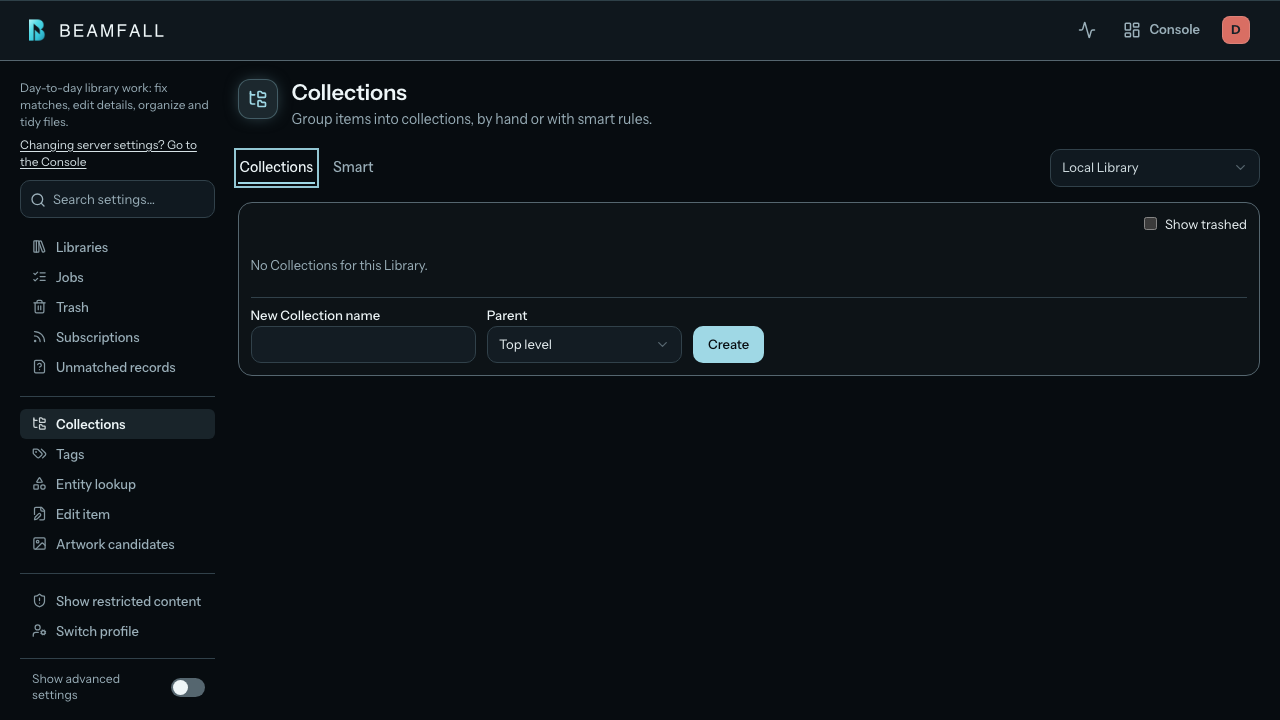 BEAMFALL
Console
D
Day-to-day library work: fix
matches, edit details, organize and
tidy files.
Changing server settings? Go to
the Console
Search settings...
Libraries
Jobs
Trash
Subscriptions
Unmatched records
Collections
Tags
Entity lookup
Edit item
Artwork candidates
Show restricted content
Switch profile
Show advanced
settings
Collections
Group items into collections, by hand or with smart rules.
Collections
Smart
Local Library
Show trashed
No Collections for this Library.
New Collection name
Parent
Top level
Create